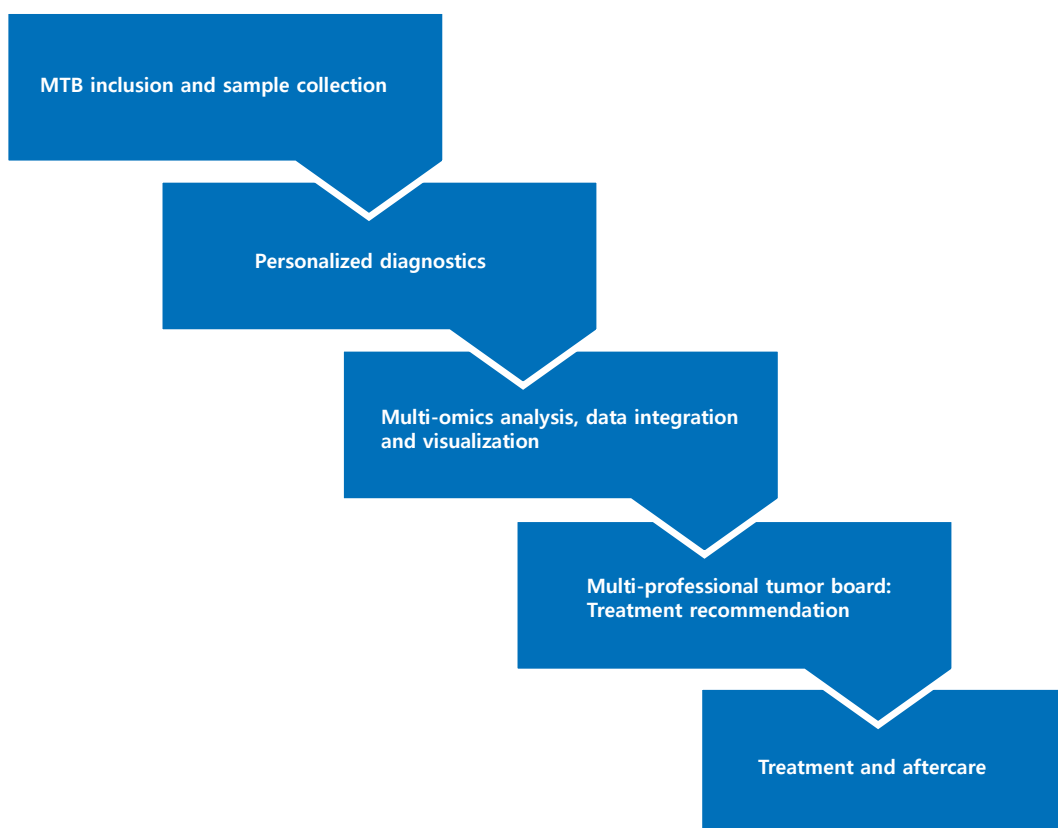 MTB inclusion and sample collection
Personalized diagnostics
Multi-omics analysis, data integration
and visualization
Multi-professional tumor board:
Treatment recommendation
Treatment and aftercare